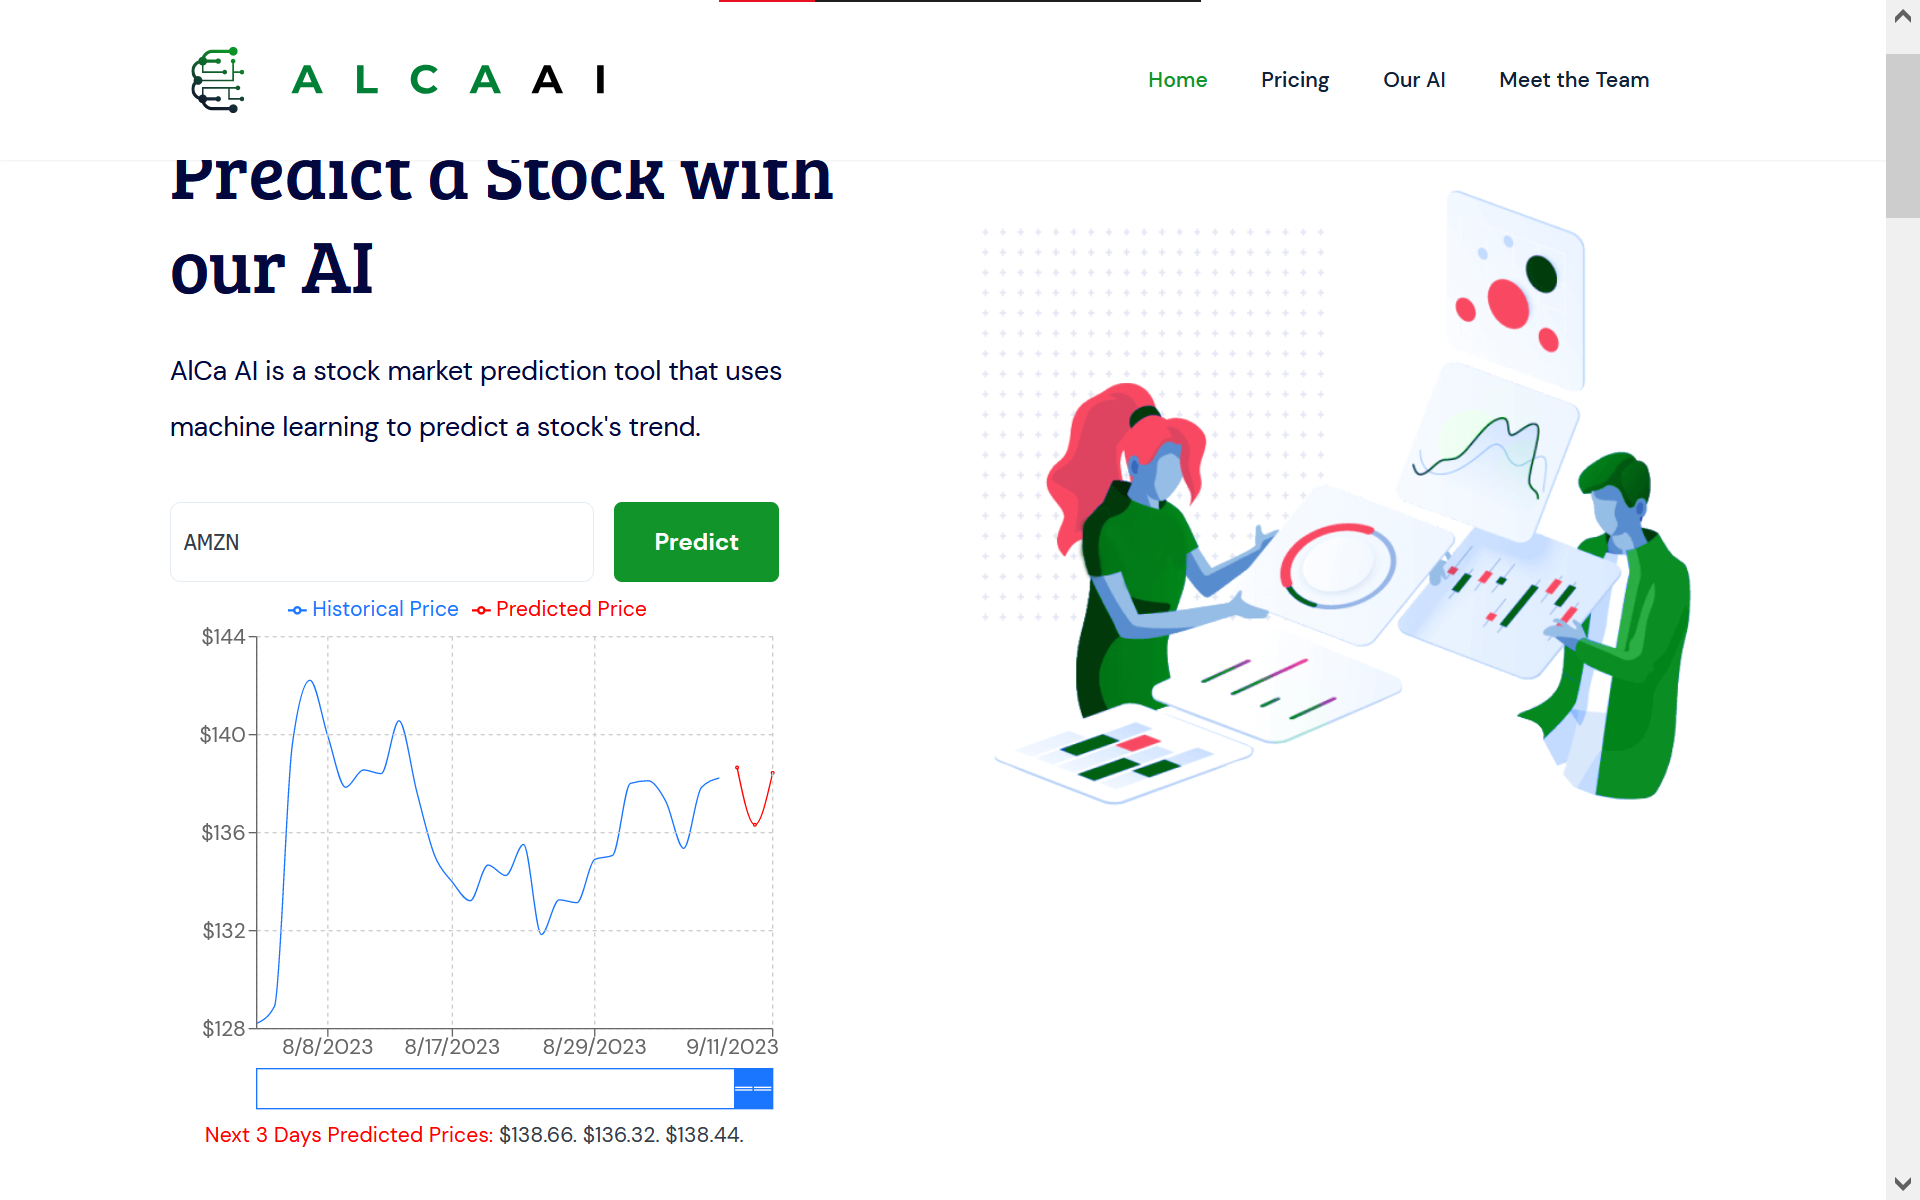 ALCAAI
Home Pricing Our AI Meet the Team
Predict a Stock with
our AI
AlCa AI is a stock market prediction tool that uses
machine learning to predict a stock's trend.
AMZN
Predict
Historical Price Predicted Price
$144
$140
$136
$132
$128
8/8/2023 8/17/2023 8/29/2023 9/11/2023
Next 3 Days Predicted Prices: $138.66. $136.32. $138.44.